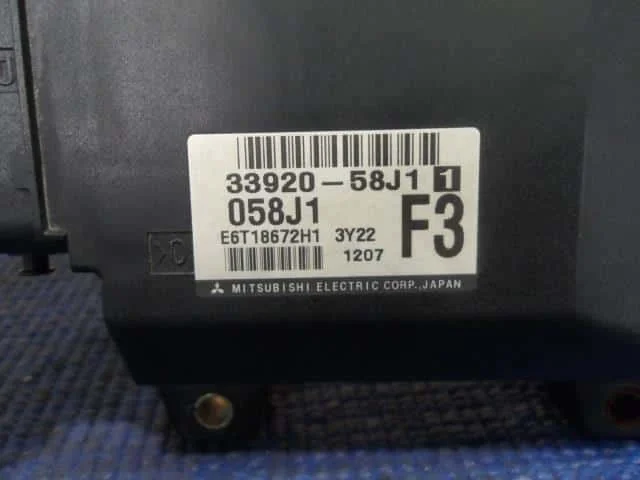 33920-58J1 1
058J1
F3
E6T18672H1 3Y22
1207
MITSUBISHI ELECTRIC CORP.,JAPAN